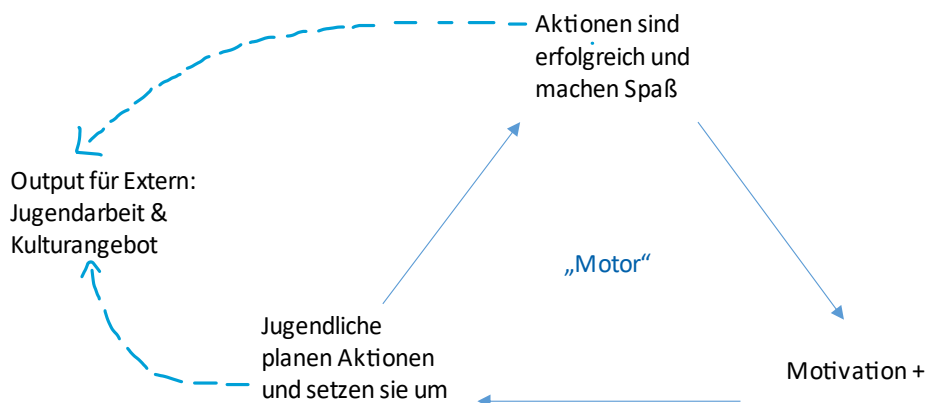 Aktionen sind
erfolgreich und
machen Spaß
Output für Extern:
Jugendarbeit &
Kulturangebot
„Motor“
Jugendliche
planen Aktionen
und setzen sie um
Motivation +